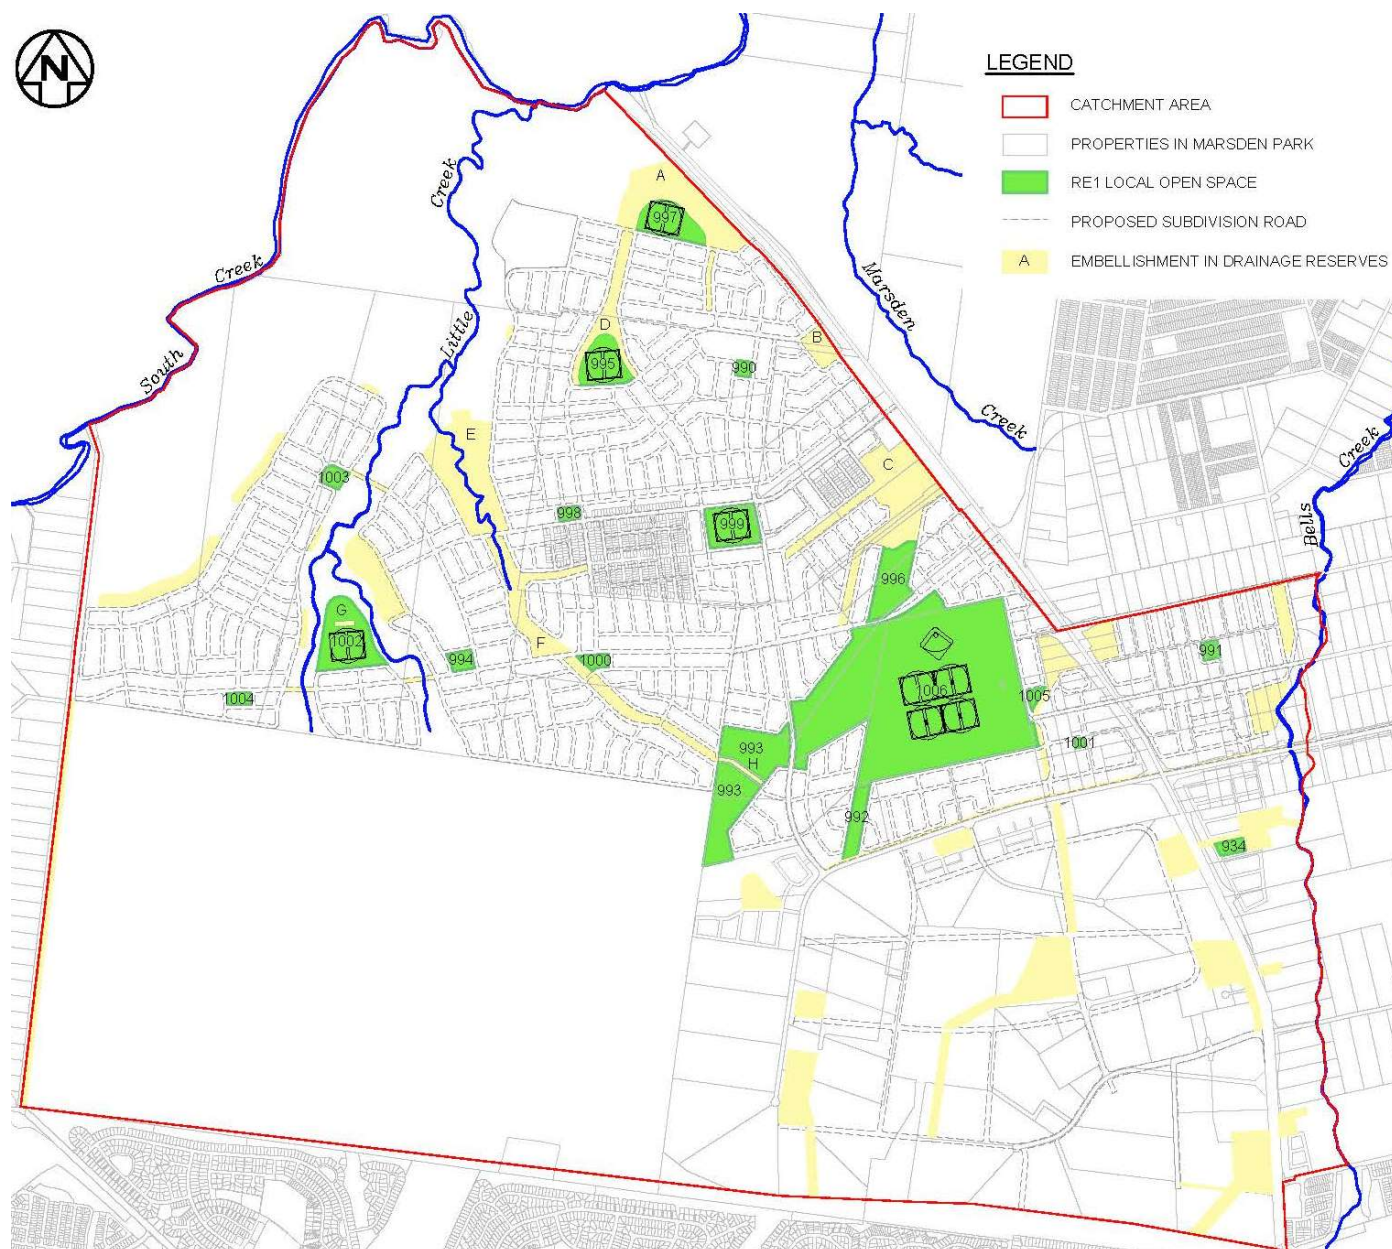 N
LEGEND
CATCHMENT AREA
PROPERTIES IN MARSDEN PARK
RE1 LOCAL OPEN SPACE
PROPOSED SUBDIVISION ROAD
A EMBELLISHMENT IN DRAINAGE RESERVES
A
997
Creek
Creek
South
Little
Marsden
Creek
D
995
B
990
E
C
Creek
Bells
1003
998
999
996
G
1002
F
994
1000
991
1004
1006
1005
993
H
993
1001
992
934